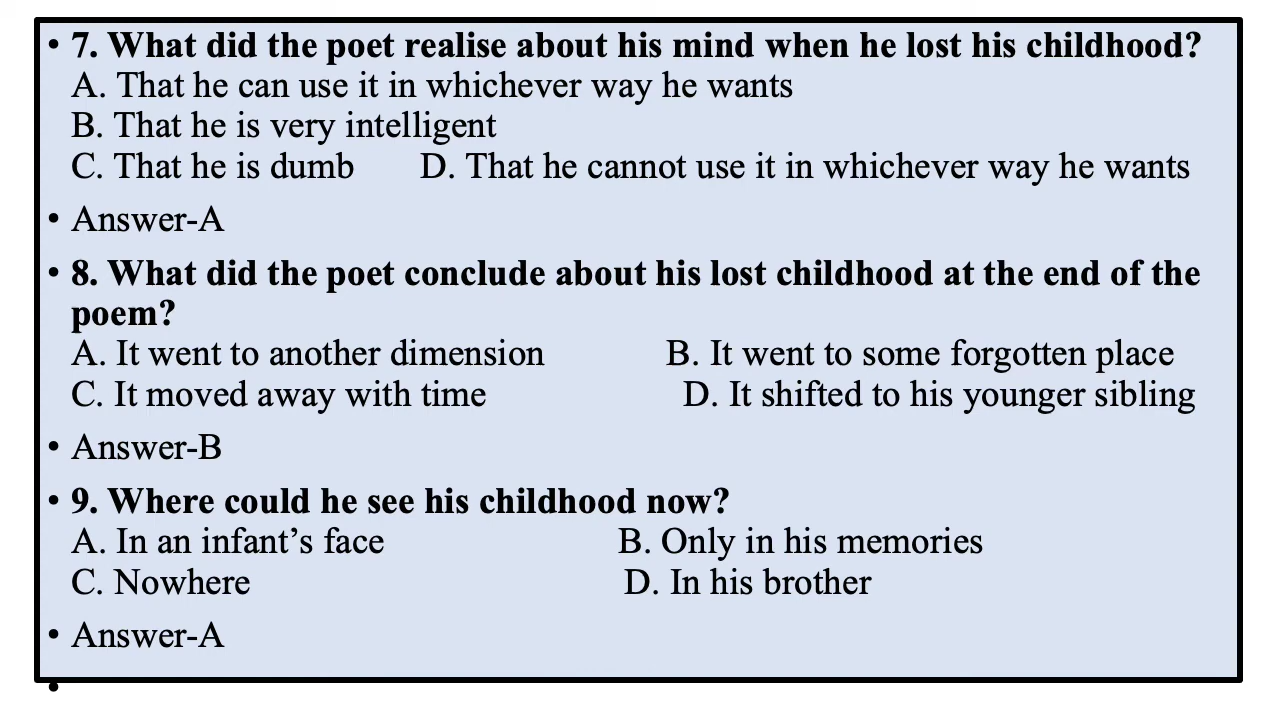 • 7. What did the poet realise about his mind when he lost his childhood?
A. That he can use it in whichever way he wants
B. That he is very intelligent
C. That he is dumb D. That he cannot use it in whichever way he wants
• Answer-A
• 8. What did the poet conclude about his lost childhood at the end of the
poem?
A. It went to another dimension B. It went to some forgotten place
C. It moved away with time D. It shifted to his younger sibling
• Answer-B
• 9. Where could he see his childhood now?
A. In an infant’s face B. Only in his memories
C. Nowhere D. In his brother
• Answer-A
•